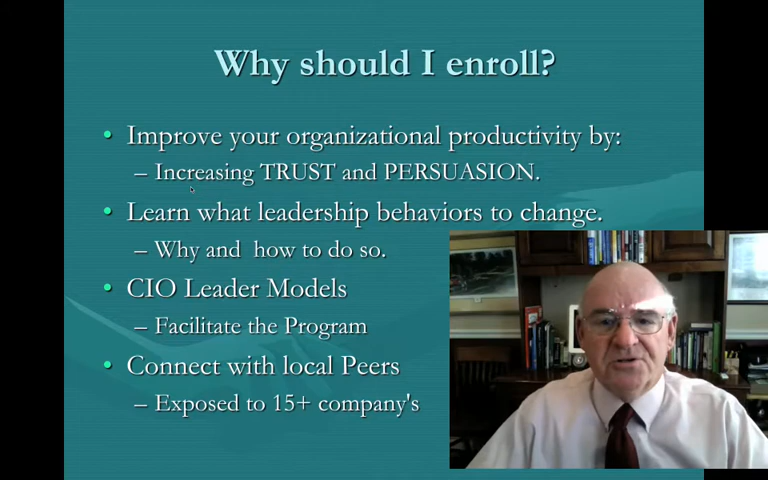 Why should I enroll?
• Improve your organizational productivity by:
– Increasing TRUST and PERSUASION.
• Learn what leadership behaviors to change.
– Why and how to do so.
• CIO Leader Models
– Facilitate the Program
• Connect with local Peers
– Exposed to 15+ company's